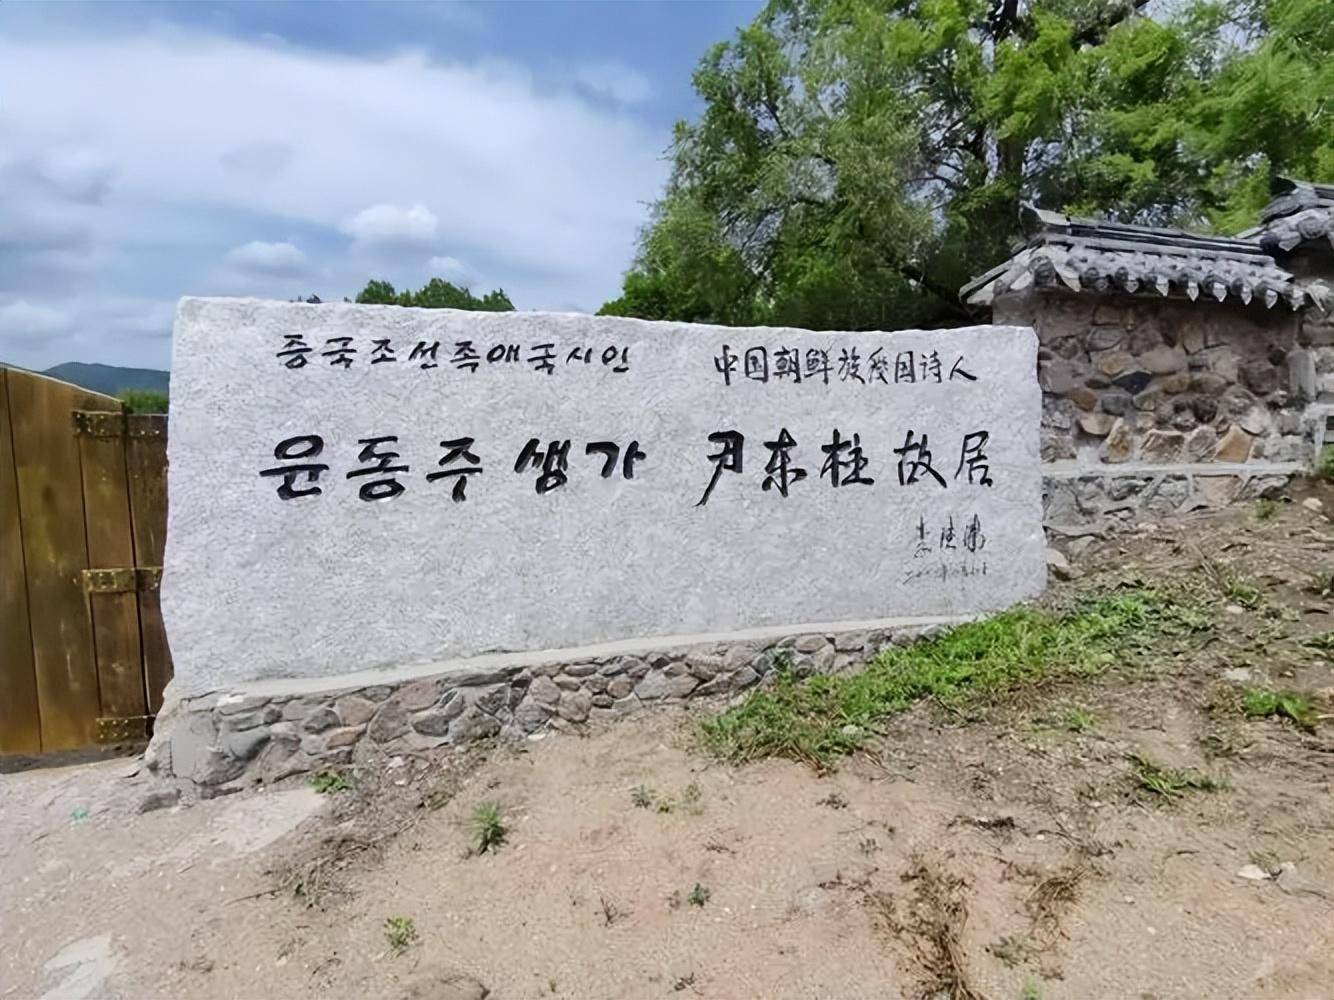 중국조선족애국시인 中国朝鲜族爱国诗人
윤동주생가 尹东柱故居